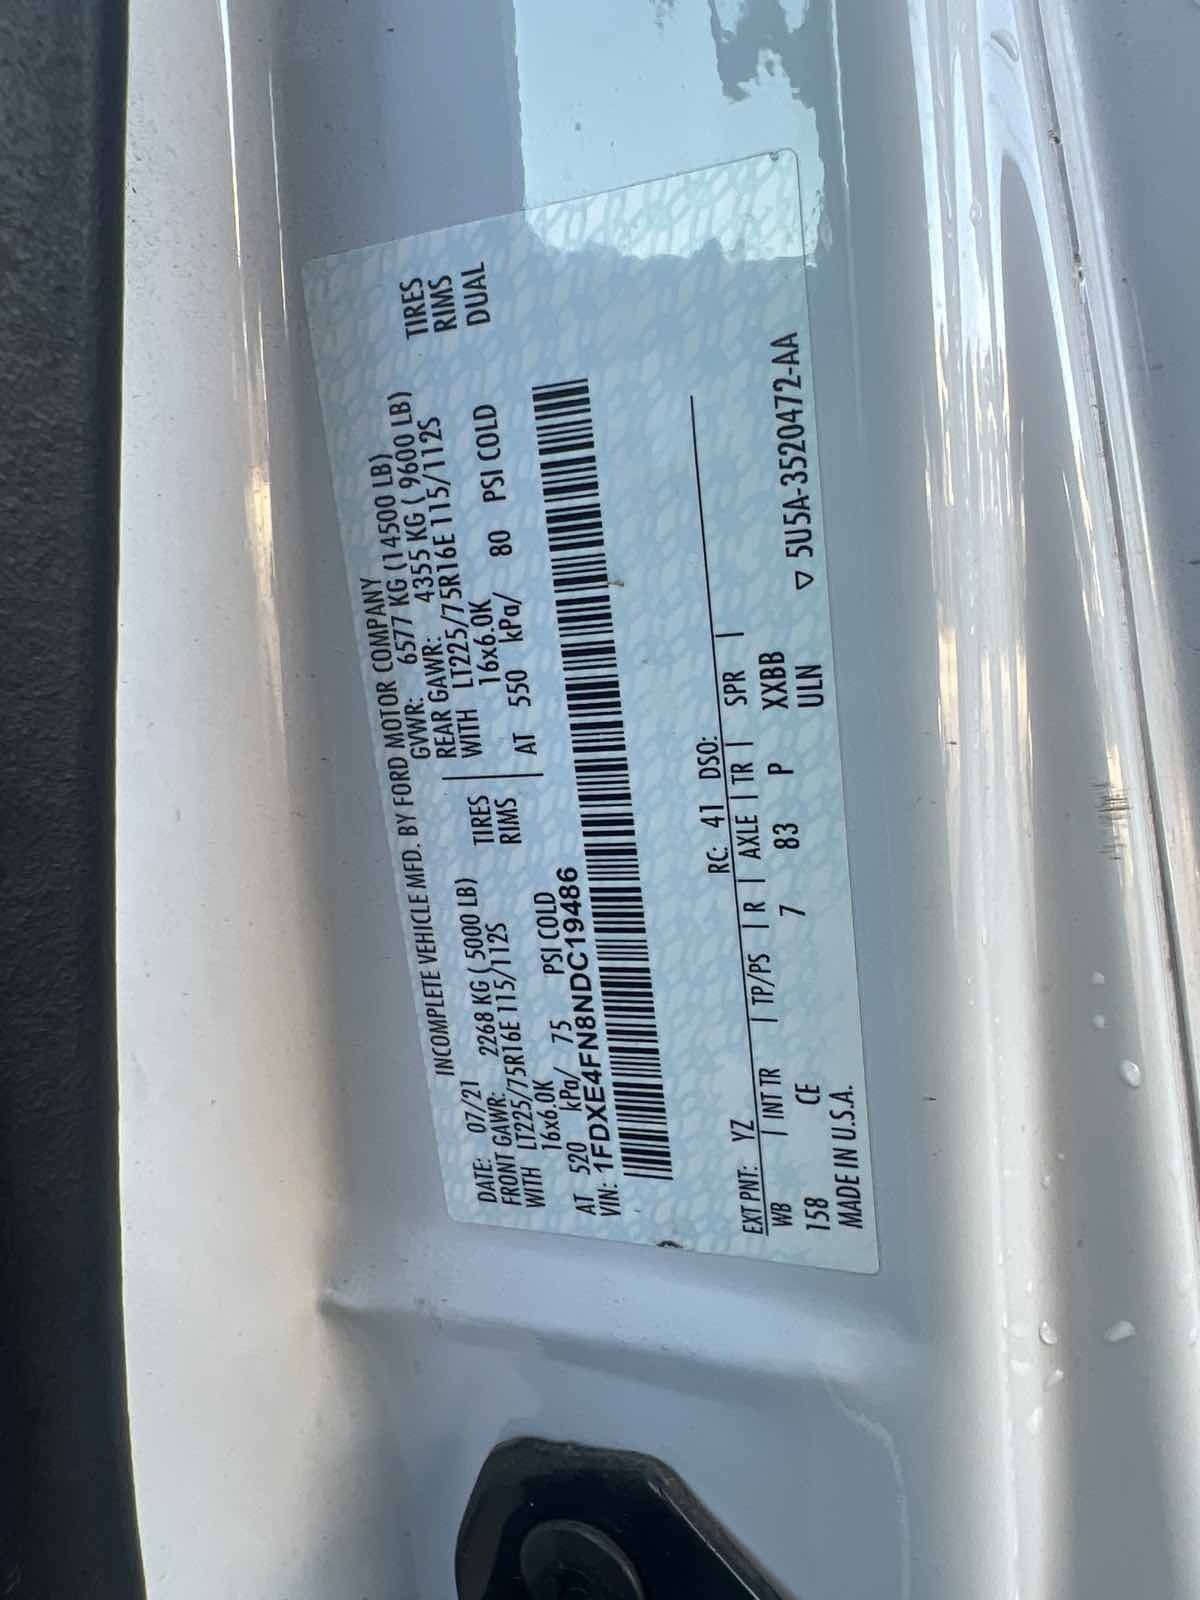 INCOMPLETE VEHICLE MFD. BY FORD MOTOR COMPANY
DATE: 07/21 GVWR: 6577 KG (14500 LB)
FRONT GAWR: 2268 KG ( 5000 LB) REAR GAWR: 4355 KG ( 9600 LB)
WITH LT225/75R16E 115/112S TIRES WITH LT225/75R16E 115/112S TIRES
16x6.0K RIMS 16x6.0K RIMS
AT 520 kPa/ 75 PSI COLD AT 550 kPa/ 80 PSI COLD DUAL
VIN: 1FDXE4FN8NDC19486
EXT PNT: YZ RC: 41 DSO:
WB | INT TR | TP/PS | R | AXLE | TR | SPR |
158 CE 7 83 P XXBB
MADE IN U.S.A. ULN
▽ 5U5A-3520472-AA